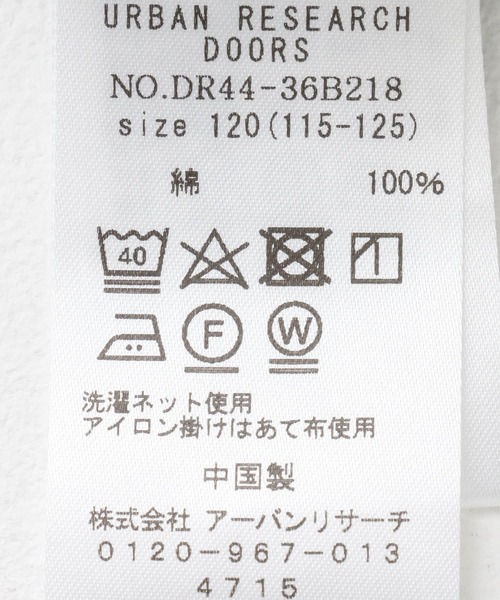 URBAN RESEARCH
DOORS
NO.DR44-36B218
size 120(115-125)
綿 100%
40
F W
洗濯ネット使用
アイロン掛けはあて布使用
中国製
株式会社 アーバンリサーチ
0120-967-013
4715